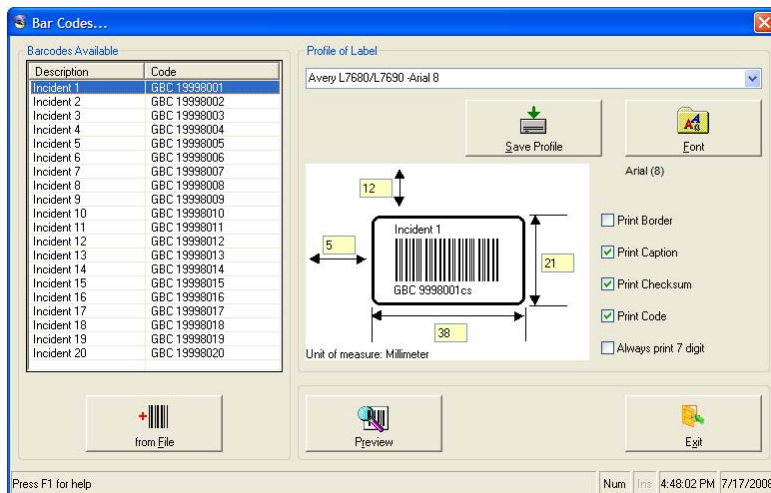 Bar Codes...
Barcodes Available
Description Code
Incident 1 GBC 19998001
Incident 2 GBC 19998002
Incident 3 GBC 19998003
Incident 4 GBC 19998004
Incident 5 GBC 19998005
Incident 6 GBC 19998006
Incident 7 GBC 19998007
Incident 8 GBC 19998008
Incident 9 GBC 19998009
Incident 10 GBC 19998010
Incident 11 GBC 19998011
Incident 12 GBC 19998012
Incident 13 GBC 19998013
Incident 14 GBC 19998014
Incident 15 GBC 19998015
Incident 16 GBC 19998016
Incident 17 GBC 19998017
Incident 18 GBC 19998018
Incident 19 GBC 19998019
Incident 20 GBC 19998020
from File
Profile of Label
Avery L7680/L7690 -Arial 8
Save Profile
Font
Arial (8)
12
Incident 1
5
21
GBC 9998001cs
38
Unit of measure: Millimeter
Print Border
Print Caption
Print Checksum
Print Code
Always print 7 digit
Preview
Exit
Press F1 for help
Num Ins 4:48:02 PM 7/17/2008